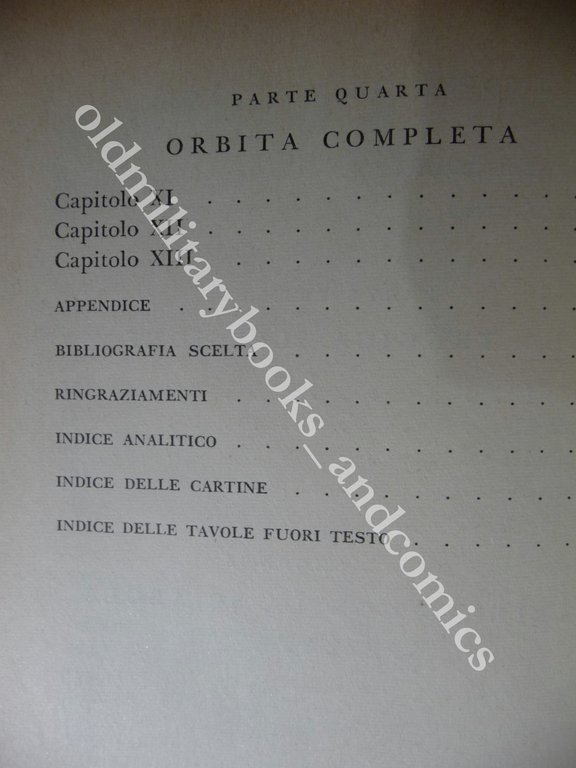 PARTE QUARTA
ORBITA COMPLETA
Capitolo XI . . . . . . . . . . . . .
Capitolo XII . . . . . . . . . . . . .
Capitolo XIII . . . . . . . . . . . .
APPENDICE . . . . . . . . . . . . . .
BIBLIOGRAFIA SCELTA . . . . . . . . . .
RINGRAZIAMENTI . . . . . . . . . . . .
INDICE ANALITICO . . . . . . . . . . . .
INDICE DELLE CARTINE . . . . . . . . . .
INDICE DELLE TAVOLE FUORI TESTO . . . . . .
oldmilitarybooks_andcomics